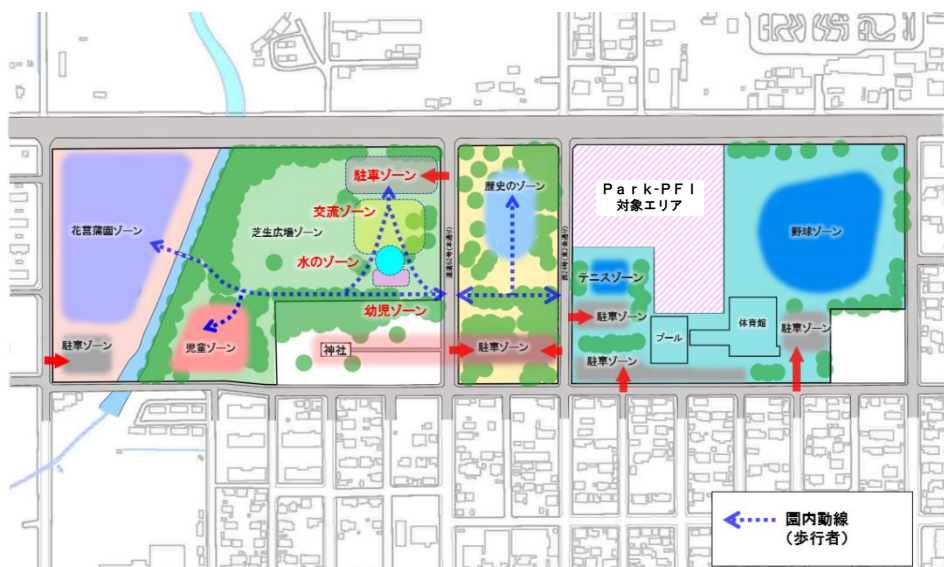 駐車ゾーン
交流ゾーン
歴史のゾーン
Park-PFI
対象エリア
花菖蒲園ゾーン
芝生広場ゾーン
水のゾーン
野球ゾーン
テニスゾーン
幼児ゾーン
駐車ゾーン
プール
体育館
駐車ゾーン
駐車ゾーン
児童ゾーン
神社
駐車ゾーン
駐車ゾーン
園内動線
(歩行者)